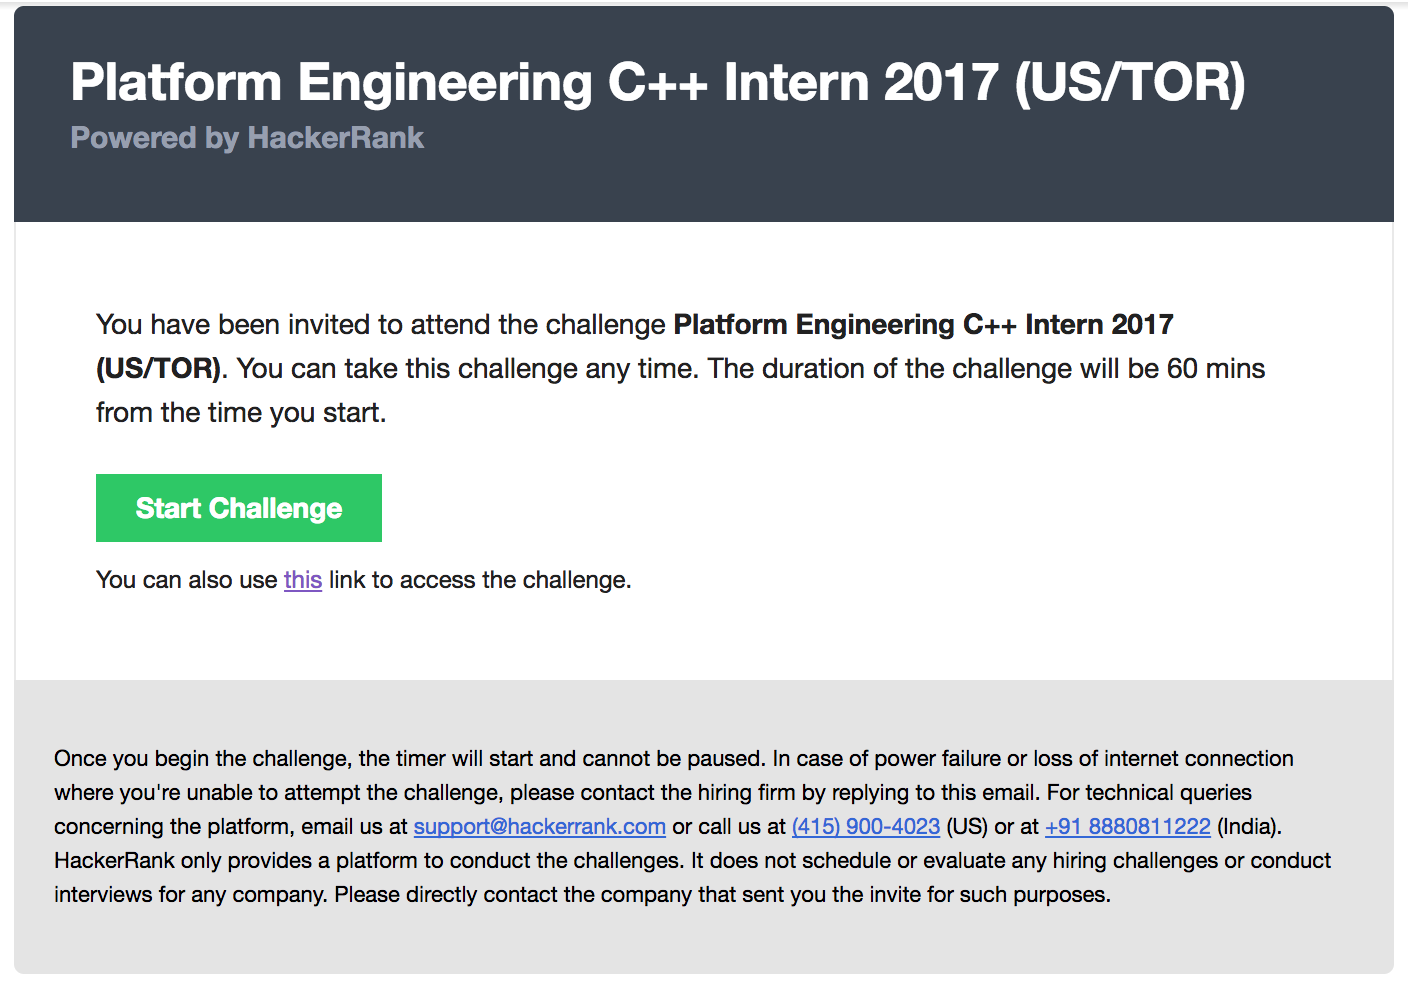 Platform Engineering C++ Intern 2017 (US/TOR)
Powered by HackerRank
You have been invited to attend the challenge Platform Engineering C++ Intern 2017
(US/TOR). You can take this challenge any time. The duration of the challenge will be 60 mins
from the time you start.
Start Challenge
You can also use this link to access the challenge.
Once you begin the challenge, the timer will start and cannot be paused. In case of power failure or loss of internet connection
where you're unable to attempt the challenge, please contact the hiring firm by replying to this email. For technical queries
concerning the platform, email us at support@hackerrank.com or call us at (415) 900-4023 (US) or at +91 8880811222 (India).
HackerRank only provides a platform to conduct the challenges. It does not schedule or evaluate any hiring challenges or conduct
interviews for any company. Please directly contact the company that sent you the invite for such purposes.